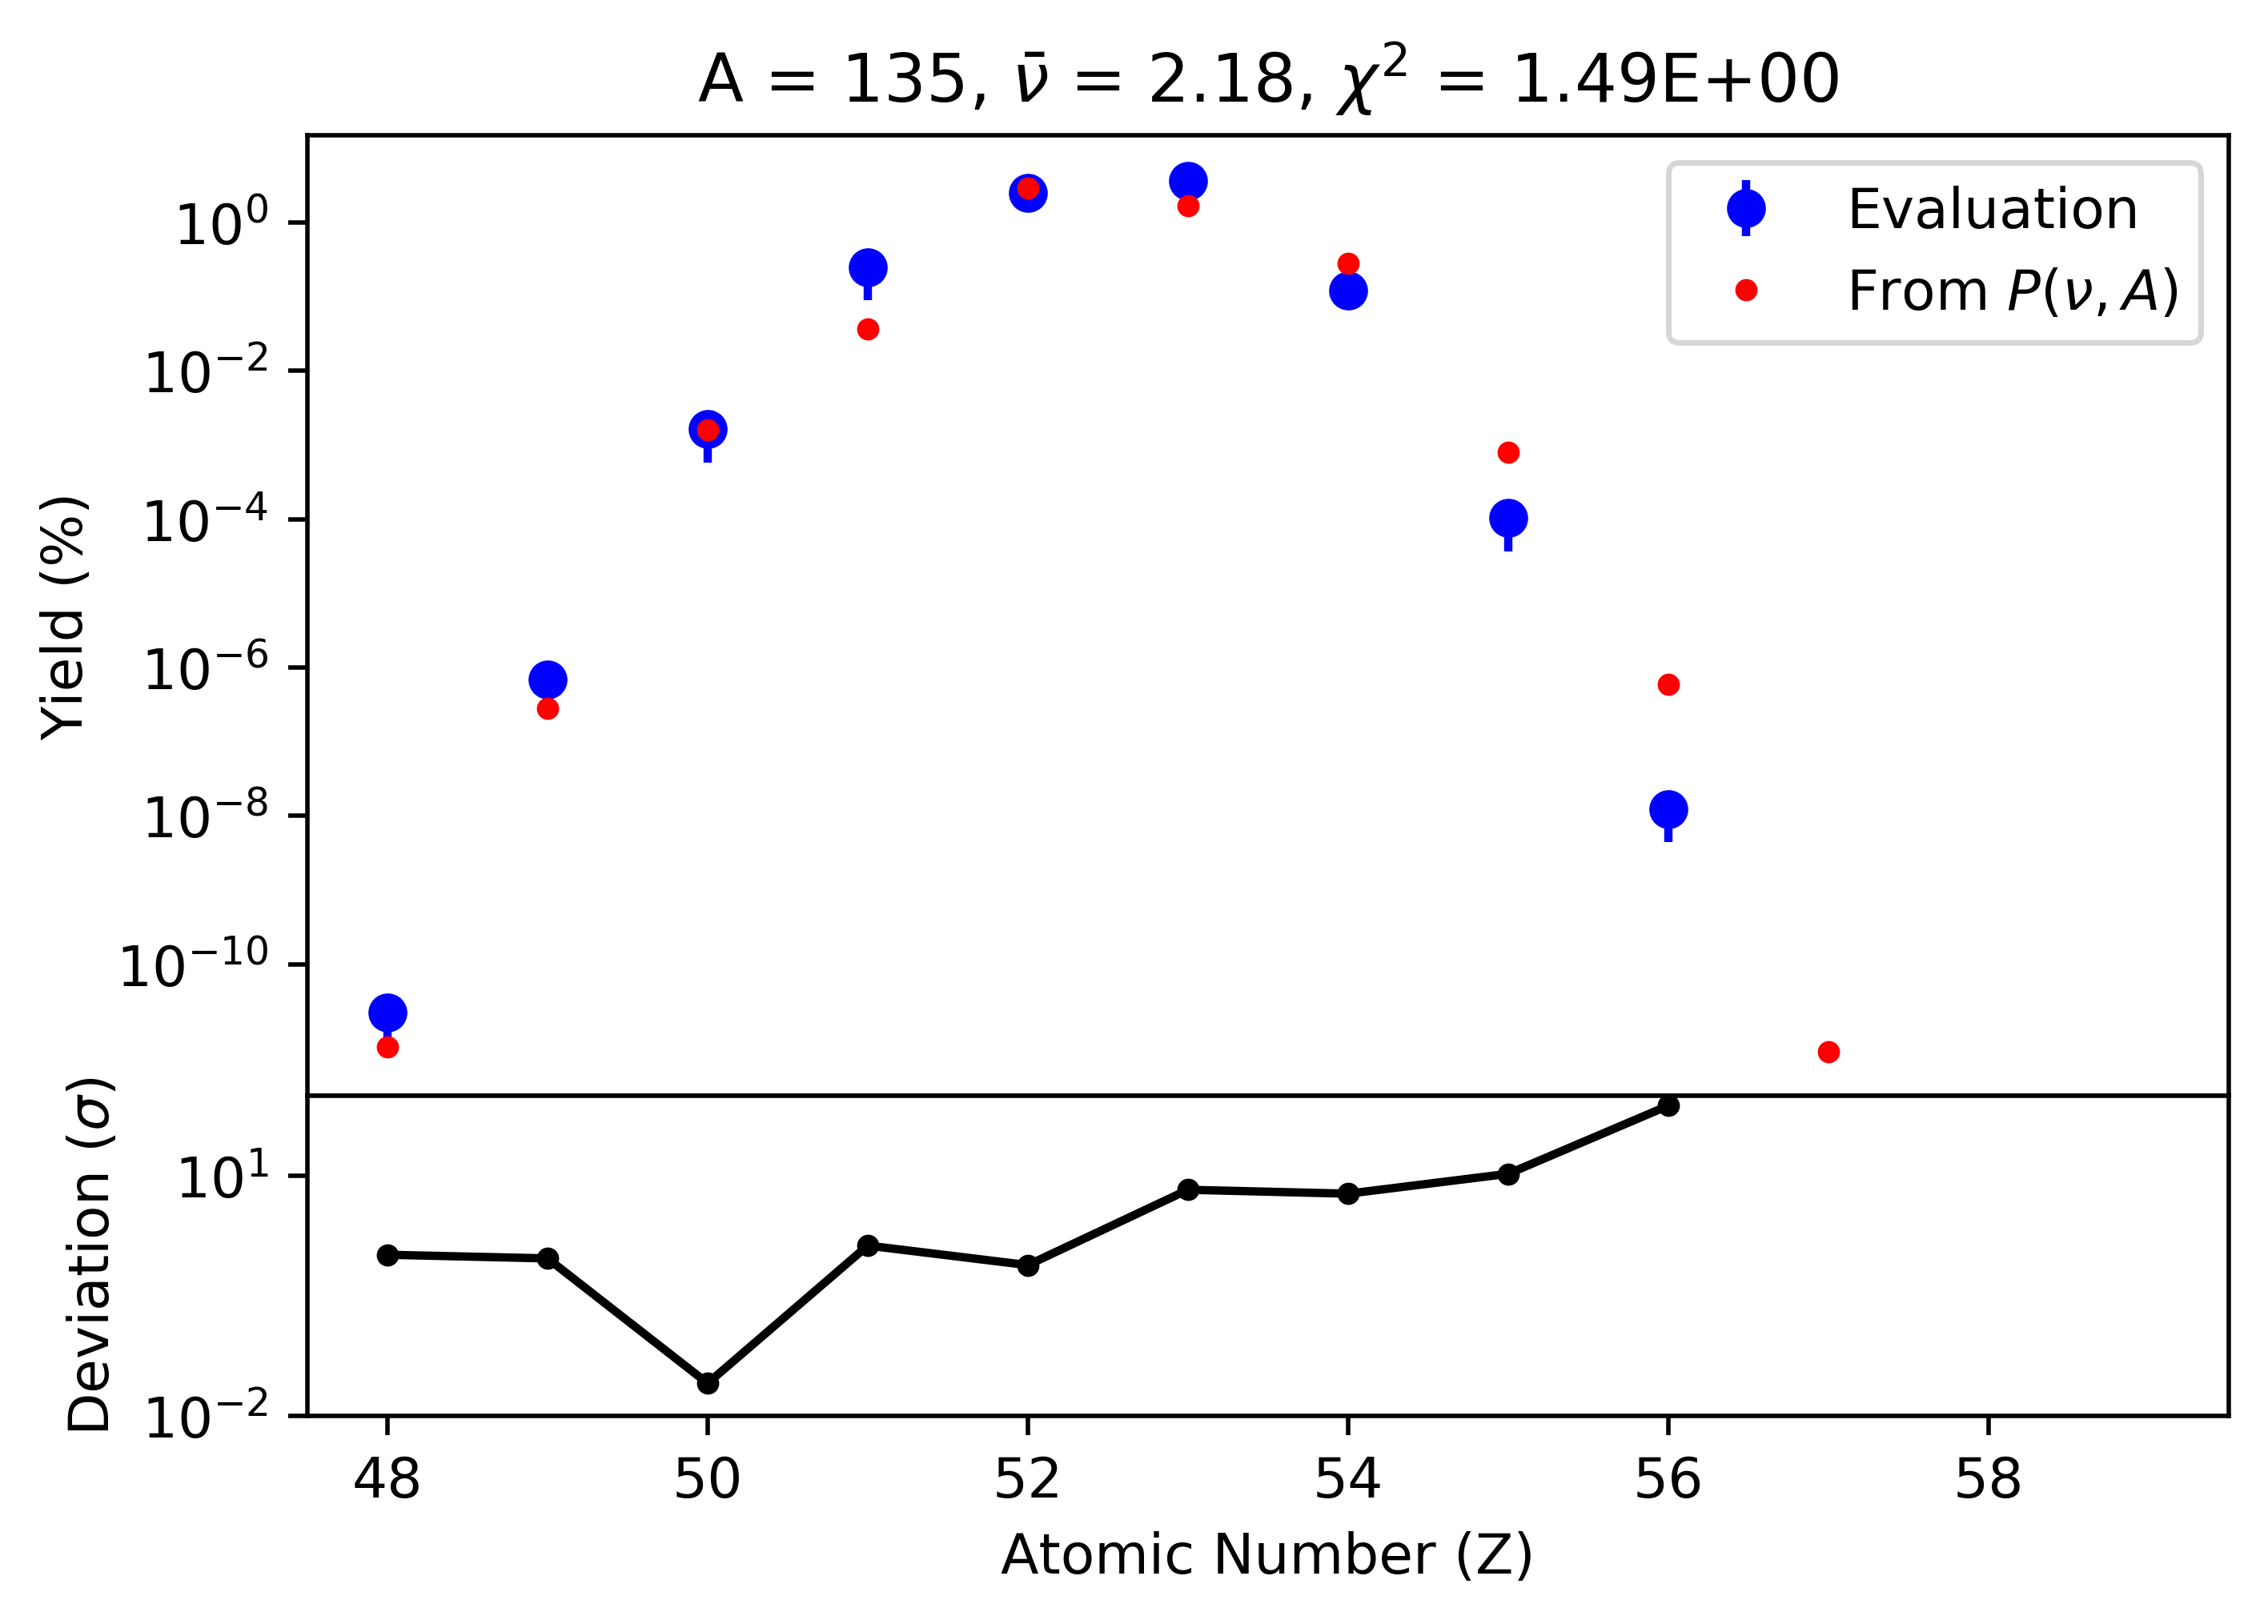 A = 135, ν̄ = 2.18, χ² = 1.49E+00
Evaluation
From P(ν, A)
Yield (%)
10⁰
10⁻²
10⁻⁴
10⁻⁶
10⁻⁸
10⁻¹⁰
Deviation (σ)
10¹
10⁻²
48 50 52 54 56 58
Atomic Number (Z)